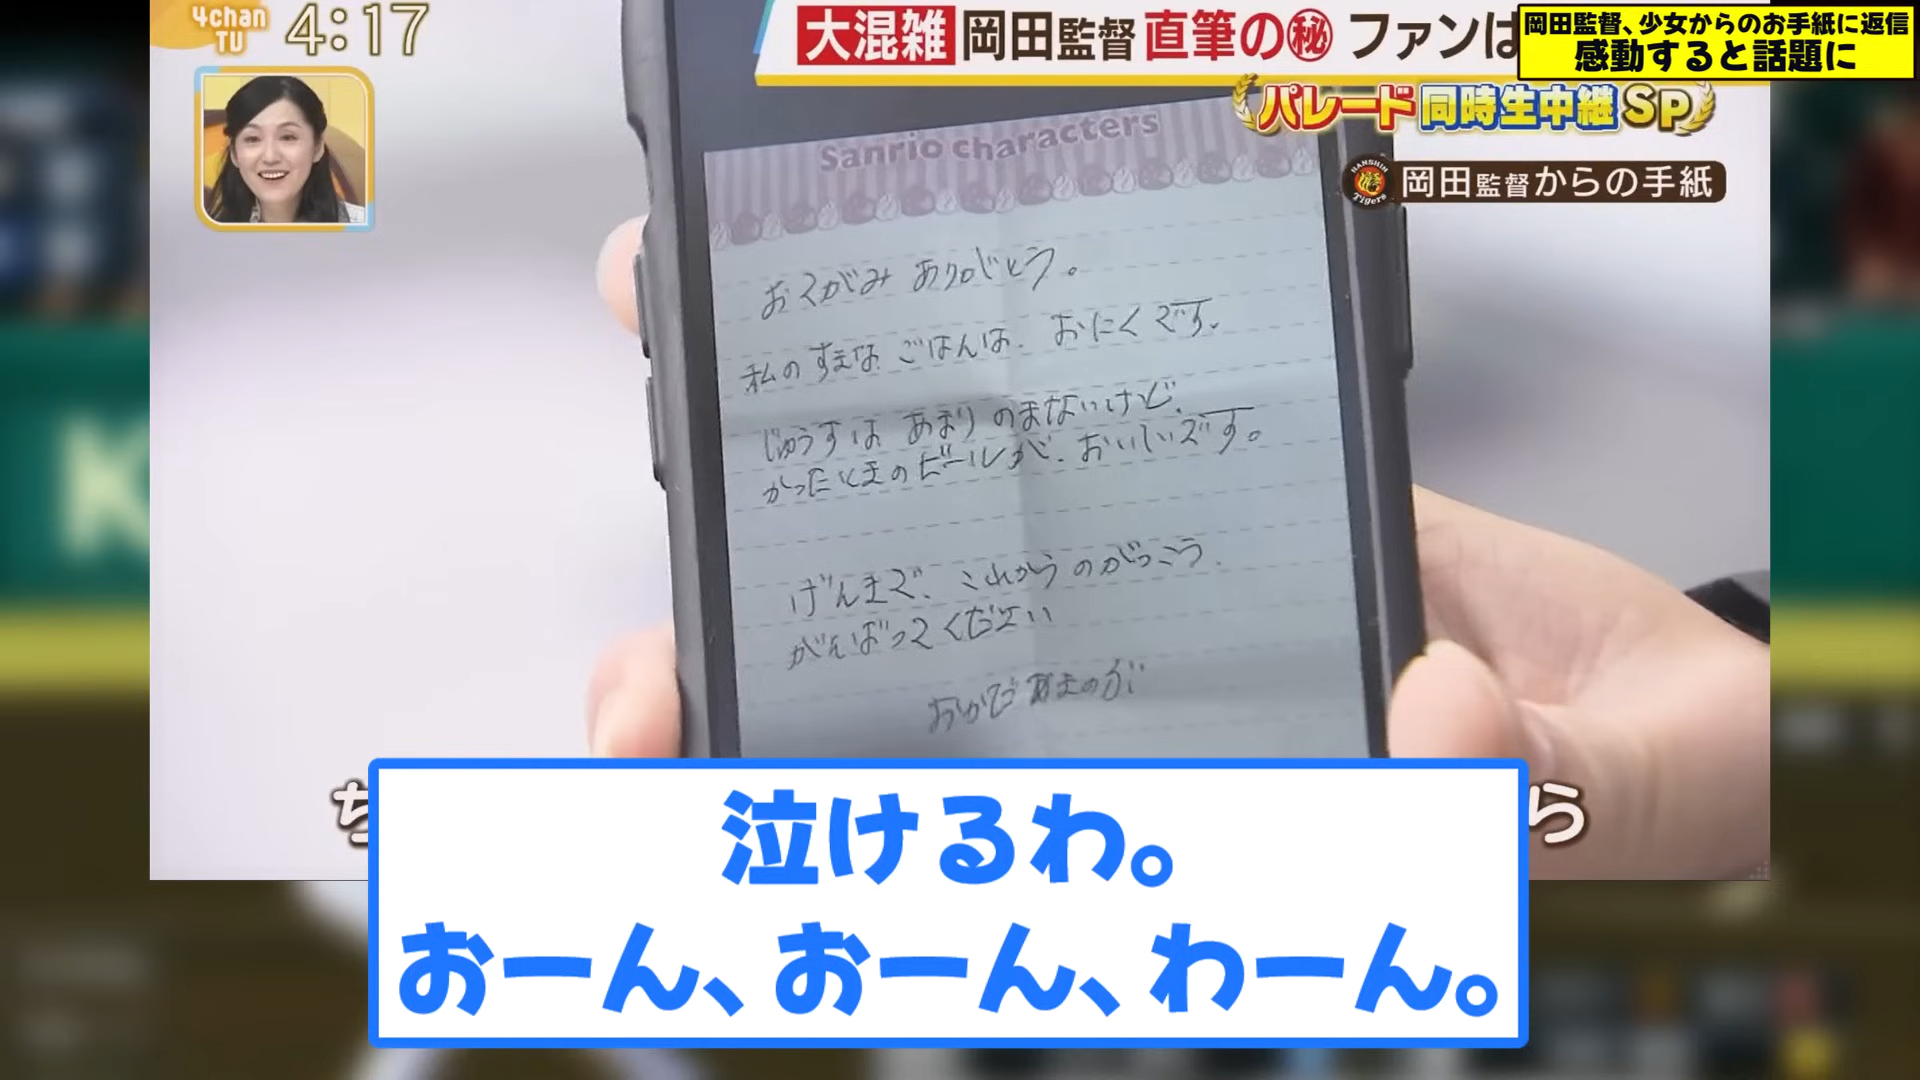 4chan
TV
4:17
大混雑 岡田監督 直筆の㊙ ファンは
岡田監督、少女からのお手紙に返信
感動すると話題に
パレード同時生中継SP
HANSHIN
Tigers
岡田監督からの手紙
Sanrio characters
おてがみ ありがとう。
私の すきな ごはんは、おにくです。
じゅうすは あまり のまないけど、
かったときのビールが、おいしいです。
げんきで、これからのがっこう、
がんばってください
おかだ あきのぶ
ち
ら
泣けるわ。
おーん、おーん、わーん。